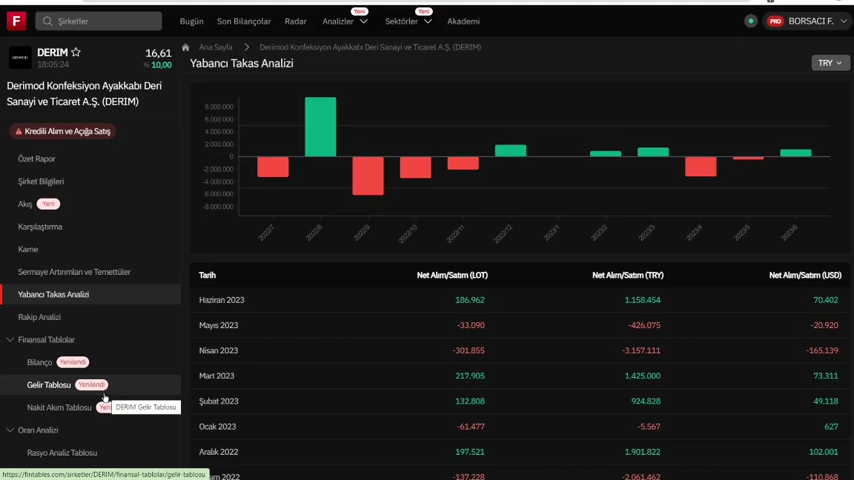 F
Şirketler
Bugün
Son Bilançolar
Radar
Analizler
Yeni
Sektörler
Yeni
Akademi
PRO
BORSACI F.
DERIMOD
DERIM
18:05:24
16,61
% 10,00
Derimod Konfeksiyon Ayakkabı Deri
Sanayi ve Ticaret A.Ş. (DERIM)
Kredili Alım ve Açığa Satış
Özet Rapor
Şirket Bilgileri
Akış Yeni
Karşılaştırma
Karne
Sermaye Artırımları ve Temettüler
Yabancı Takas Analizi
Rakip Analizi
Finansal Tablolar
Bilanço Yenilendi
Gelir Tablosu Yenilendi
Nakit Akım Tablosu
DERIM Gelir Tablosu
Oran Analizi
Rasyo Analiz Tablosu
https://fintables.com/sirketler/DERIM/finansal-tablolar/gelir-tablosu
Ana Sayfa
Derimod Konfeksiyon Ayakkabı Deri Sanayi ve Ticaret A.Ş. (DERIM)
Yabancı Takas Analizi
TRY
8.000.000
6.000.000
4.000.000
2.000.000
0
-2.000.000
-4.000.000
-6.000.000
-8.000.000
2022/7
2022/8
2022/9
2022/10
2022/11
2022/12
2023/1
2023/2
2023/3
2023/4
2023/5
2023/6
Tarih Net Alım/Satım (LOT) Net Alım/Satım (TRY) Net Alım/Satım (USD)
Haziran 2023 186.962 1.158.454 70.402
Mayıs 2023 -33.090 -426.075 -20.920
Nisan 2023 -301.855 -3.157.111 -165.139
Mart 2023 217.905 1.425.000 73.311
Şubat 2023 132.808 924.828 49.118
Ocak 2023 -61.477 -5.567 627
Aralık 2022 197.521 1.901.822 102.001
2022 -137.228 -2.061.462 -110.868